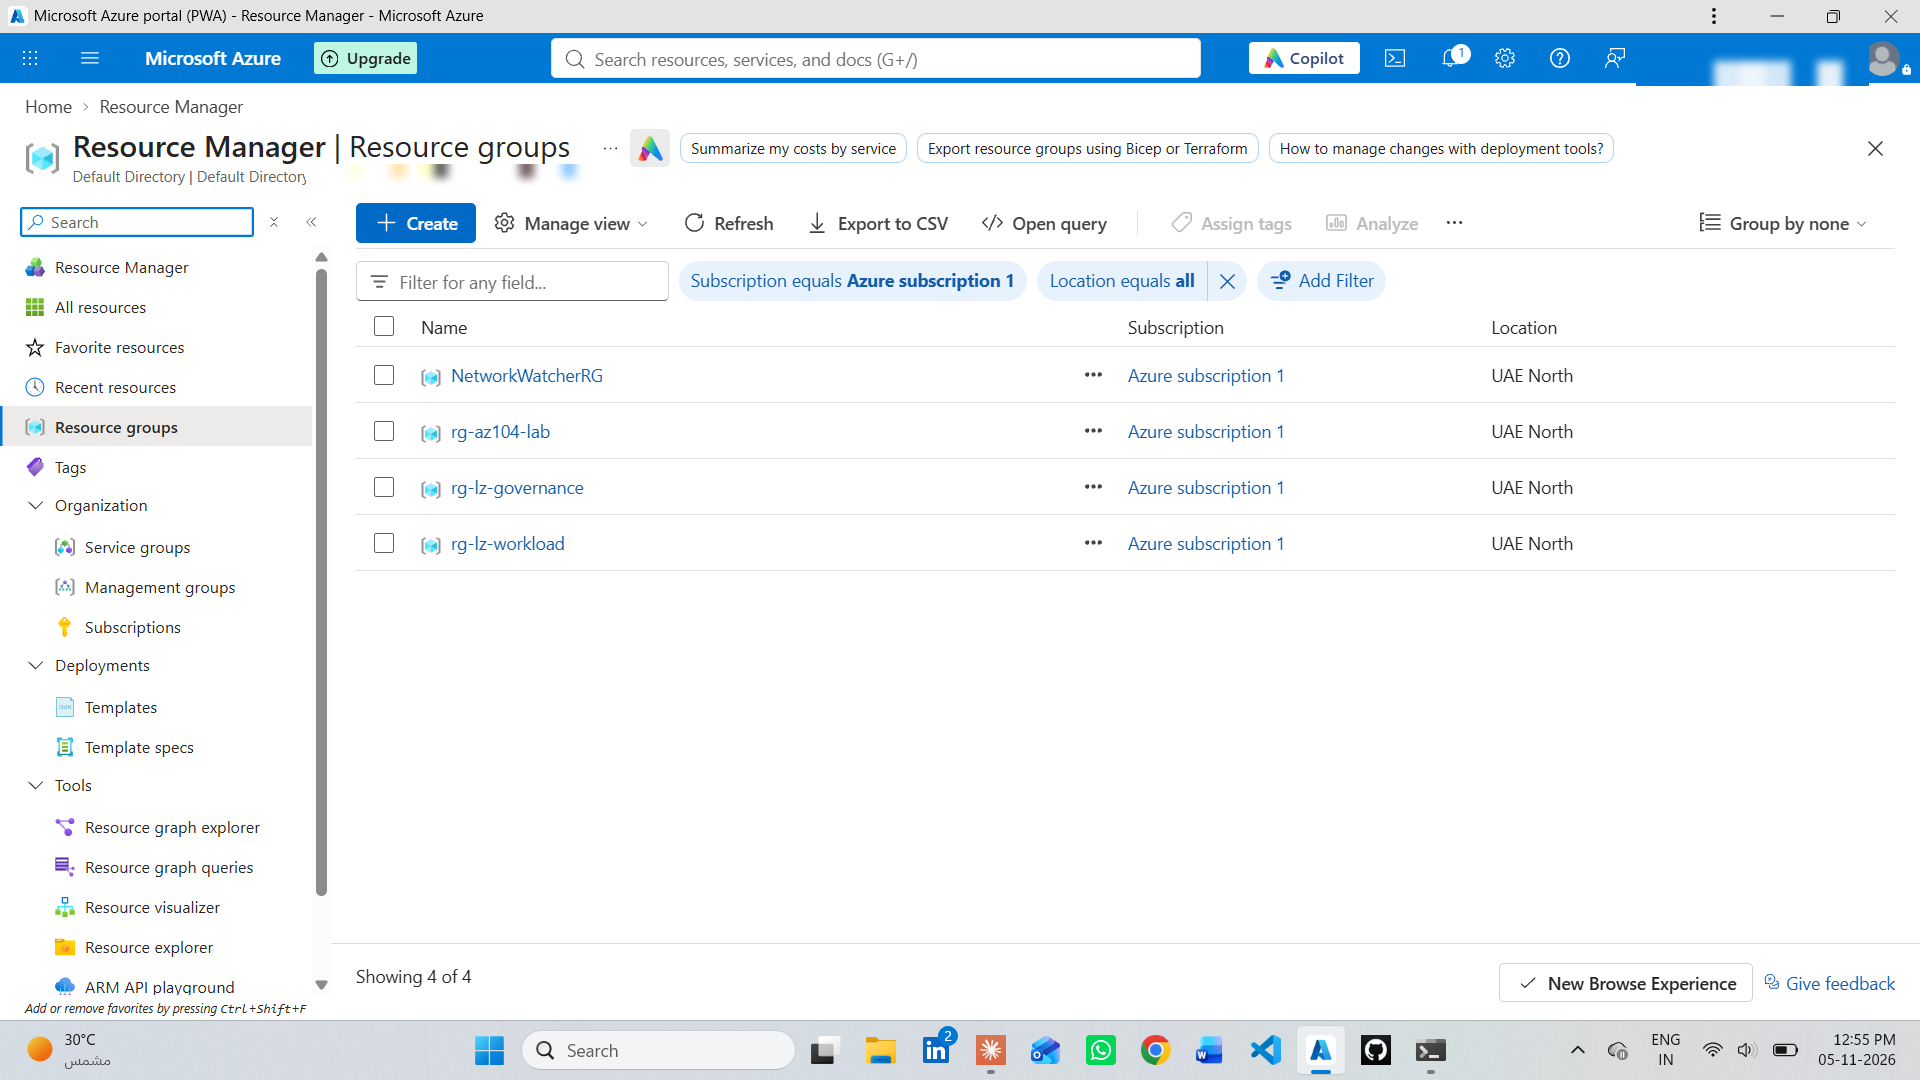 Microsoft Azure portal (PWA) - Resource Manager - Microsoft Azure
Microsoft Azure
Upgrade
Search resources, services, and docs (G+/)
Copilot
1
Home > Resource Manager
Resource Manager | Resource groups
Default Directory | Default Directory
Summarize my costs by service
Export resource groups using Bicep or Terraform
How to manage changes with deployment tools?
Search
Resource Manager
All resources
Favorite resources
Recent resources
Resource groups
Tags
Organization
Service groups
Management groups
Subscriptions
Deployments
Templates
Template specs
Tools
Resource graph explorer
Resource graph queries
Resource visualizer
Resource explorer
ARM API playground
Add or remove favorites by pressing Ctrl+Shift+F
Create Manage view Refresh Export to CSV Open query Assign tags Analyze ... Group by none
Filter for any field... Subscription equals Azure subscription 1 Location equals all Add Filter
Name Subscription Location
NetworkWatcherRG ... Azure subscription 1 UAE North
rg-az104-lab ... Azure subscription 1 UAE North
rg-lz-governance ... Azure subscription 1 UAE North
rg-lz-workload ... Azure subscription 1 UAE North
Showing 4 of 4
New Browse Experience Give feedback
30°C
مشمس
Search
2
ENG
IN
12:55 PM
05-11-2026